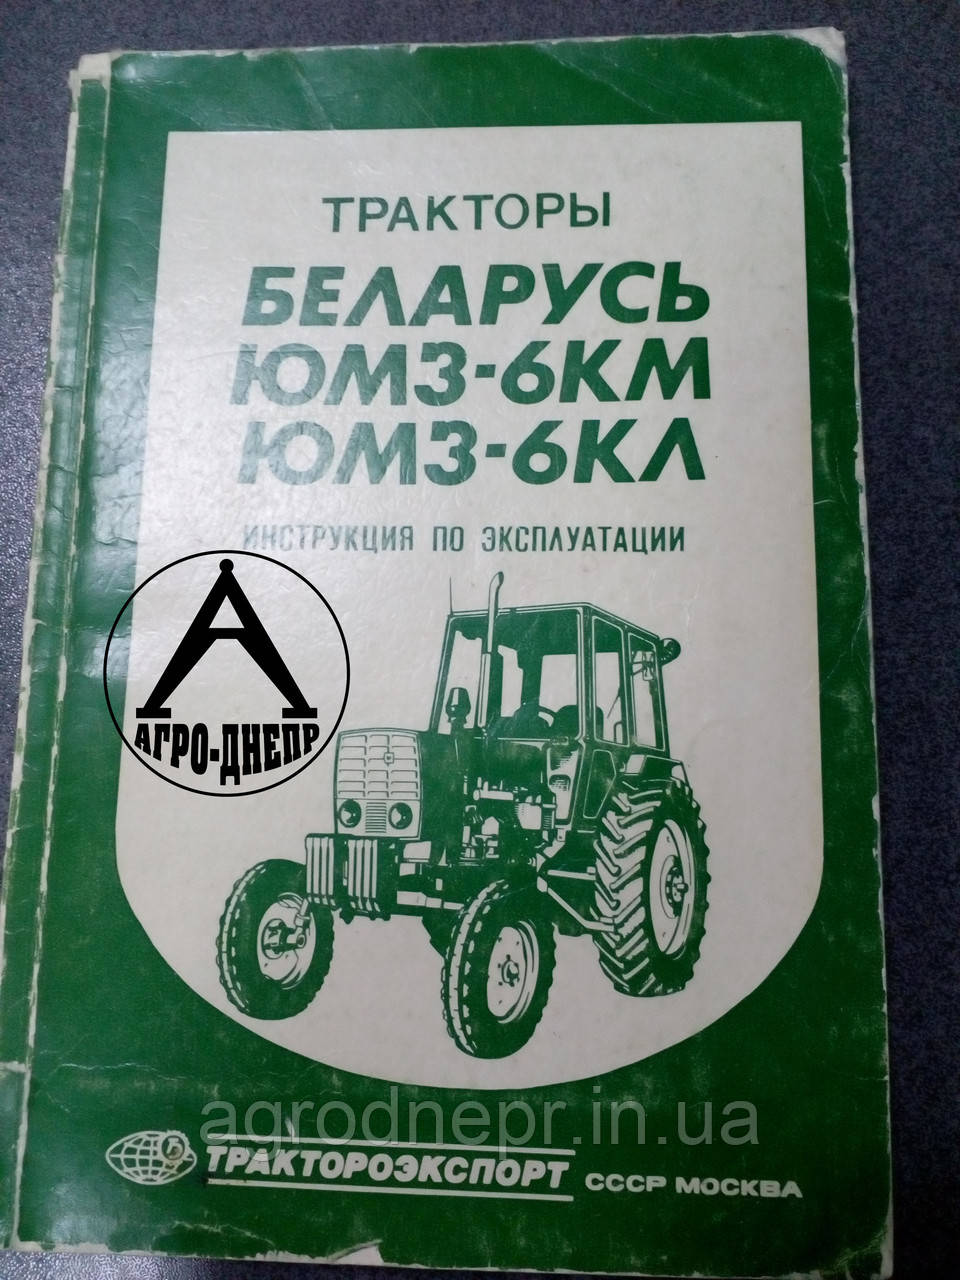 ТРАКТОРЫ
БЕЛАРУСЬ
ЮМЗ-6КМ
ЮМЗ-6КЛ
ИНСТРУКЦИЯ ПО ЭКСПЛУАТАЦИИ
А
АГРО-ДНЕПР
agrodnepr.in.ua
ТРАКТОРОЭКСПОРТ СССР МОСКВА